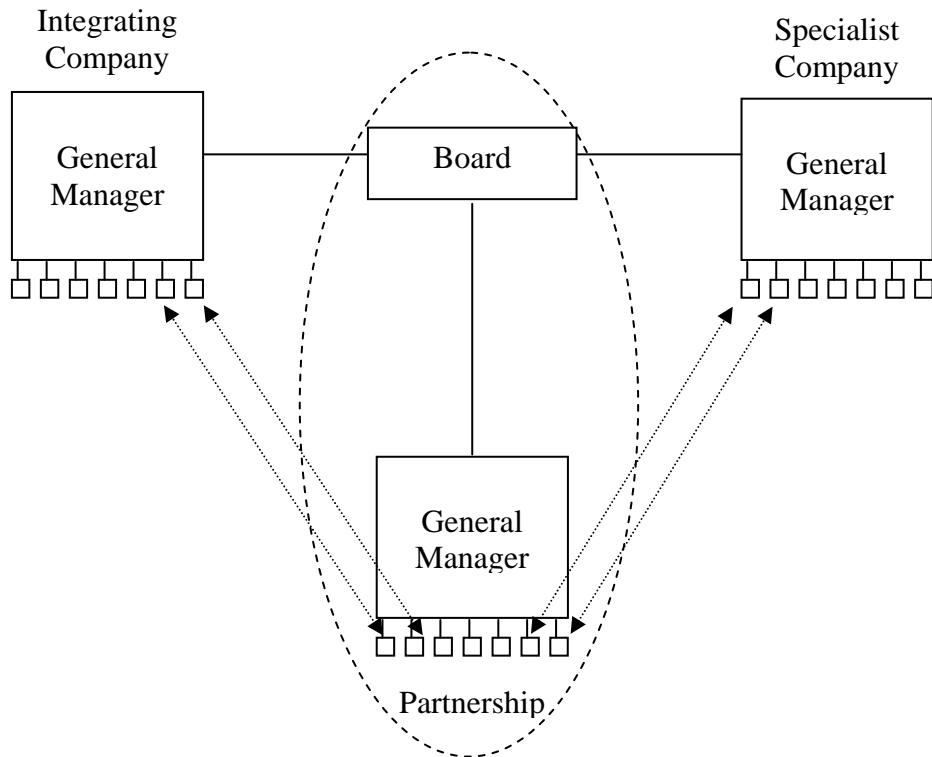 Integrating
Company
Specialist
Company
General
Manager
Board
General
Manager
General
Manager
Partnership